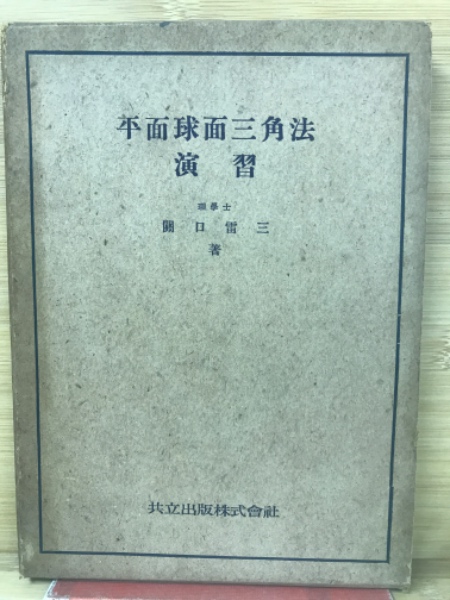 平面球面三角法
演習
理學士
關口雷三
著
共立出版株式會社